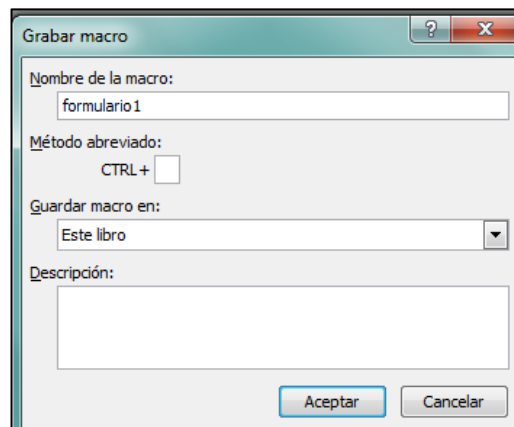 Grabar macro
Nombre de la macro:
formulario1
Método abreviado:
CTRL+
Guardar macro en:
Este libro
Descripción:
Aceptar Cancelar